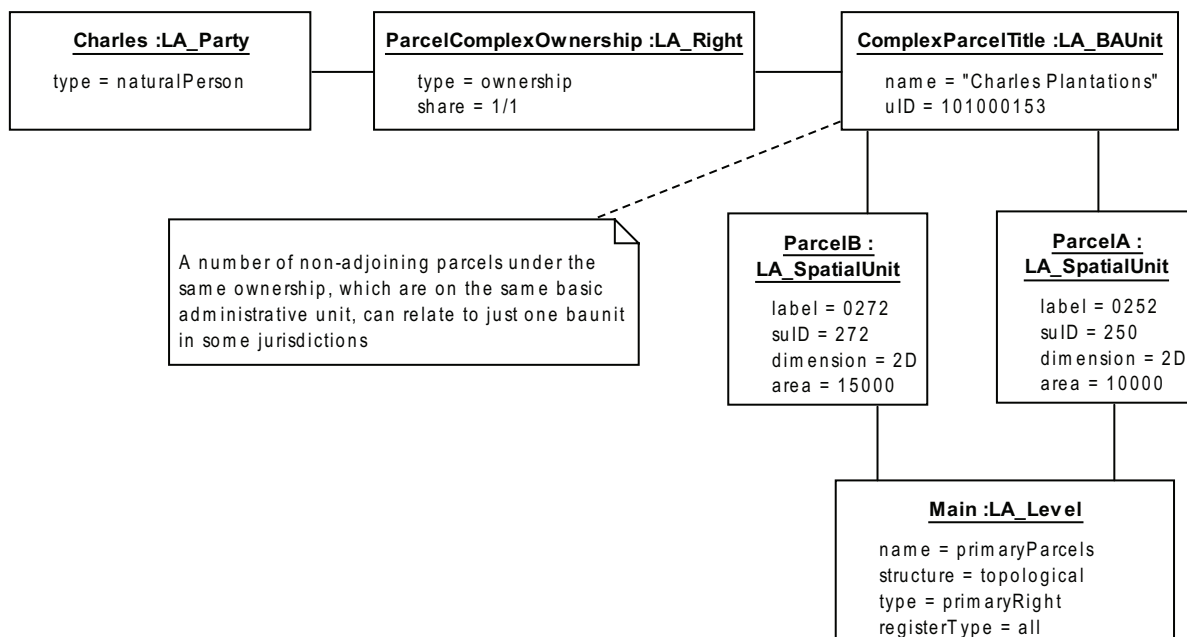 Charles :LA_Party
type = naturalPerson
ParcelComplexOwnership :LA_Right
type = ownership
share = 1/1
ComplexParcelTitle :LA_BAUnit
name = "Charles Plantations"
uID = 101000153
A number of non-adjoining parcels under the
same ownership, which are on the same basic
administrative unit, can relate to just one baunit
in some jurisdictions
ParcelB :
LA_SpatialUnit
label = 0272
suID = 272
dimension = 2D
area = 15000
ParcelA :
LA_SpatialUnit
label = 0252
suID = 250
dimension = 2D
area = 10000
Main :LA_Level
name = primaryParcels
structure = topological
type = primaryRight
registerType = all